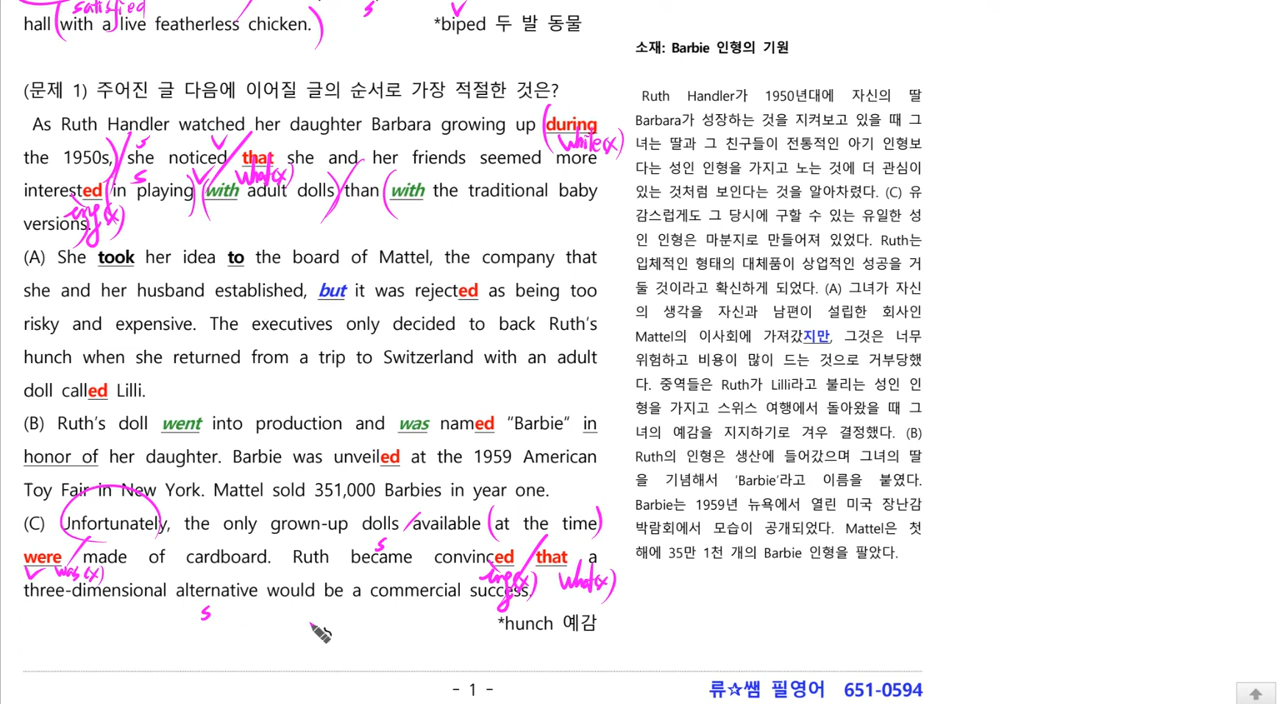 satisfied
s
hall (with a live featherless chicken.)
*biped 두 발 동물
(문제 1) 주어진 글 다음에 이어질 글의 순서로 가장 적절한 것은?
As Ruth Handler watched her daughter Barbara growing up (during
s while(x)
the 1950s, she noticed that she and her friends seemed more
s what(x)
interested (in playing) (with adult dolls) than (with the traditional baby
ing(x)
versions.
(A) She took her idea to the board of Mattel, the company that
she and her husband established, but it was rejected as being too
risky and expensive. The executives only decided to back Ruth's
hunch when she returned from a trip to Switzerland with an adult
doll called Lilli.
(B) Ruth's doll went into production and was named "Barbie" in
honor of her daughter. Barbie was unveiled at the 1959 American
Toy Fair in New York. Mattel sold 351,000 Barbies in year one.
(C) Unfortunately, the only grown-up dolls available (at the time)
s
were made of cardboard. Ruth became convinced that a
was(x) ing(x) what(x)
three-dimensional alternative would be a commercial success.
s
*hunch 예감
소재: Barbie 인형의 기원
Ruth Handler가 1950년대에 자신의 딸
Barbara가 성장하는 것을 지켜보고 있을 때 그
녀는 딸과 그 친구들이 전통적인 아기 인형보
다는 성인 인형을 가지고 노는 것에 더 관심이
있는 것처럼 보인다는 것을 알아차렸다. (C) 유
감스럽게도 그 당시에 구할 수 있는 유일한 성
인 인형은 마분지로 만들어져 있었다. Ruth는
입체적인 형태의 대체품이 상업적인 성공을 거
둘 것이라고 확신하게 되었다. (A) 그녀가 자신
의 생각을 자신과 남편이 설립한 회사인
Mattel의 이사회에 가져갔지만, 그것은 너무
위험하고 비용이 많이 드는 것으로 거부당했
다. 중역들은 Ruth가 Lilli라고 불리는 성인 인
형을 가지고 스위스 여행에서 돌아왔을 때 그
녀의 예감을 지지하기로 겨우 결정했다. (B)
Ruth의 인형은 생산에 들어갔으며 그녀의 딸
을 기념해서 'Barbie'라고 이름을 붙였다.
Barbie는 1959년 뉴욕에서 열린 미국 장난감
박람회에서 모습이 공개되었다. Mattel은 첫
해에 35만 1천 개의 Barbie 인형을 팔았다.
- 1 -
류☆쌤 필영어 651-0594